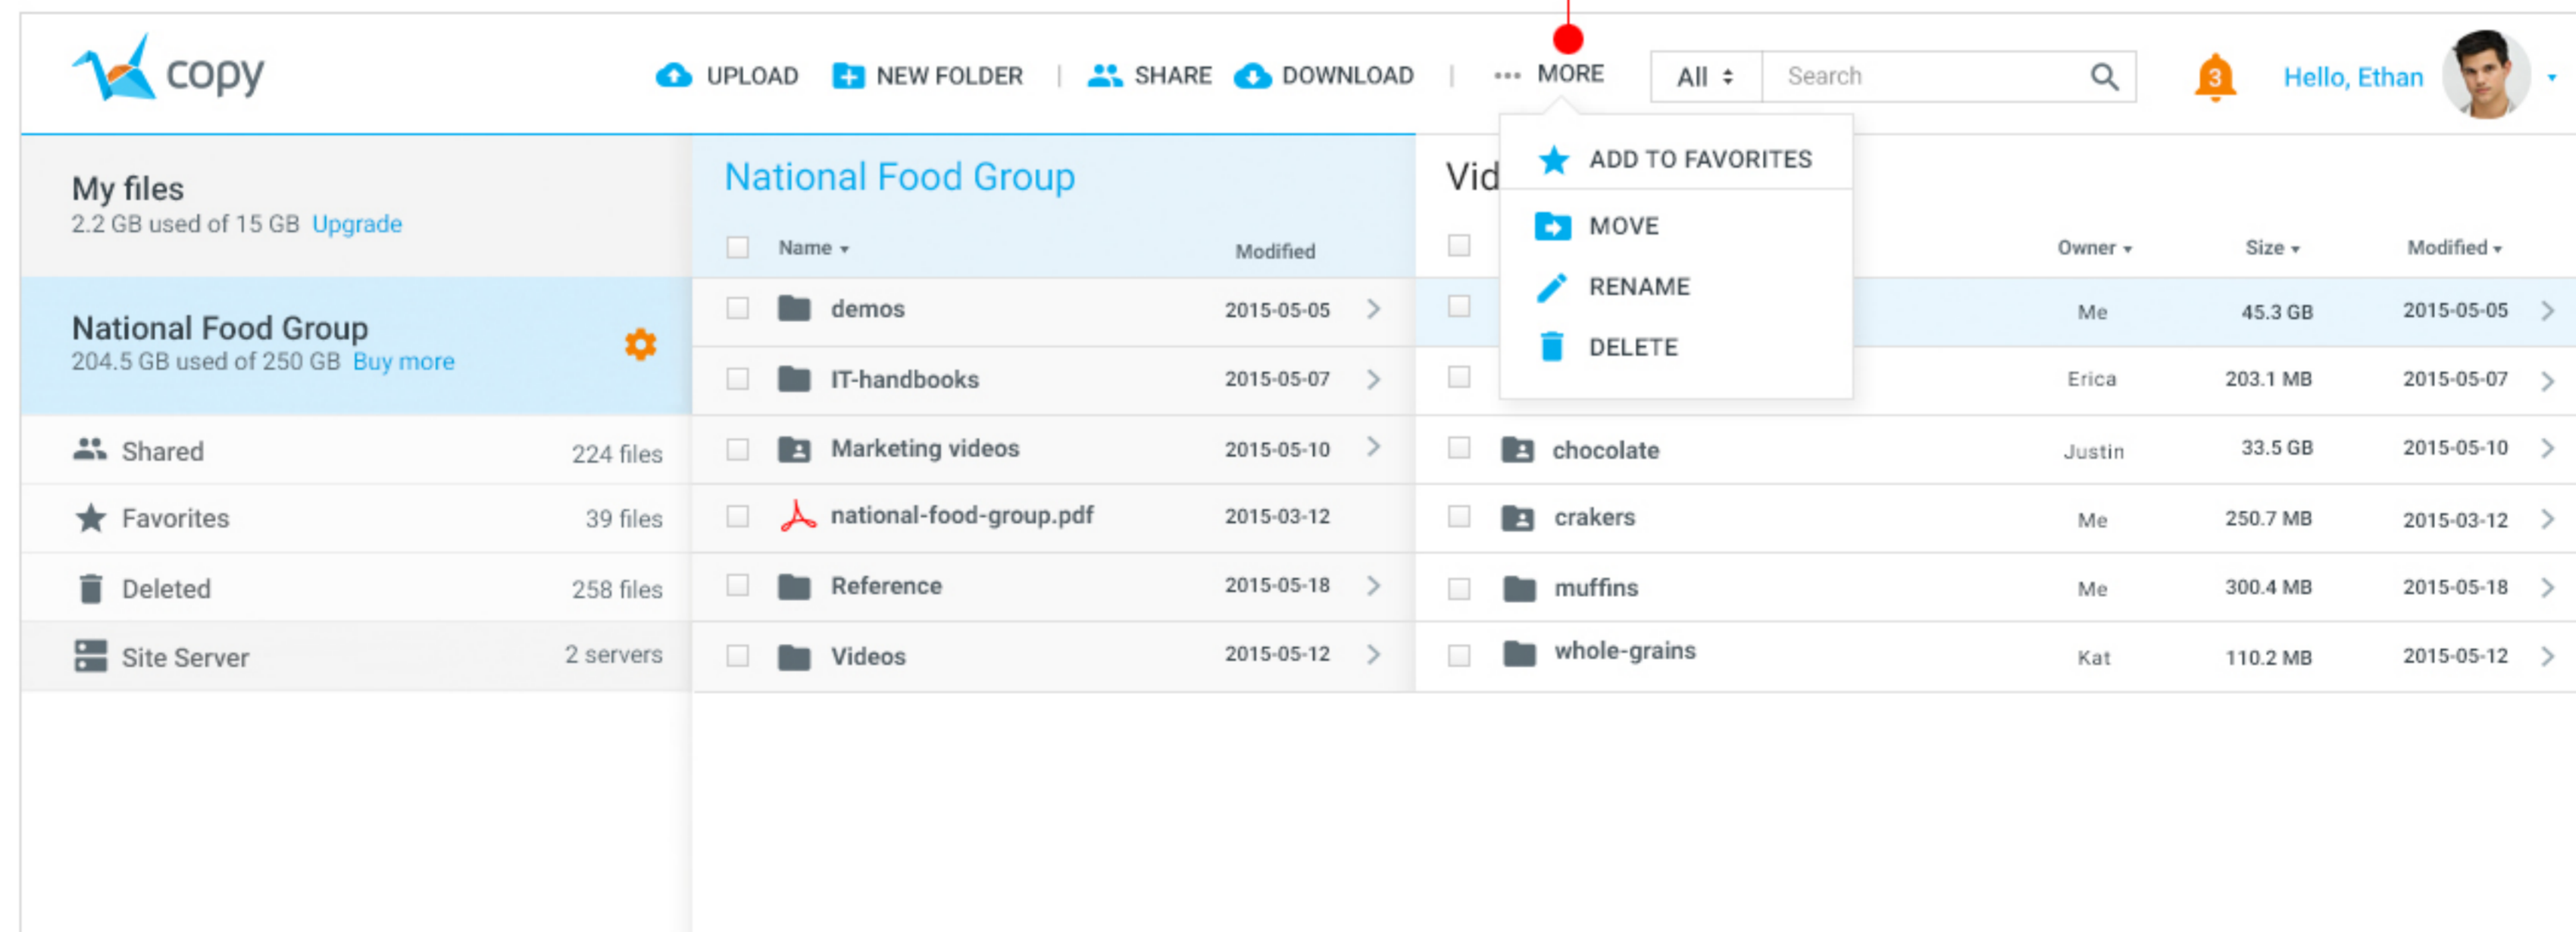 copy
UPLOAD NEW FOLDER | SHARE DOWNLOAD | ••• MORE All Search 3 Hello, Ethan
ADD TO FAVORITES
MOVE
RENAME
DELETE
My files
2.2 GB used of 15 GB Upgrade
National Food Group
204.5 GB used of 250 GB Buy more
Shared 224 files
Favorites 39 files
Deleted 258 files
Site Server 2 servers
National Food Group
Name Modified
demos 2015-05-05
IT-handbooks 2015-05-07
Marketing videos 2015-05-10
national-food-group.pdf 2015-03-12
Reference 2015-05-18
Videos 2015-05-12
Vid
Owner Size Modified
Me 45.3 GB 2015-05-05
Erica 203.1 MB 2015-05-07
chocolate Justin 33.5 GB 2015-05-10
crakers Me 250.7 MB 2015-03-12
muffins Me 300.4 MB 2015-05-18
whole-grains Kat 110.2 MB 2015-05-12